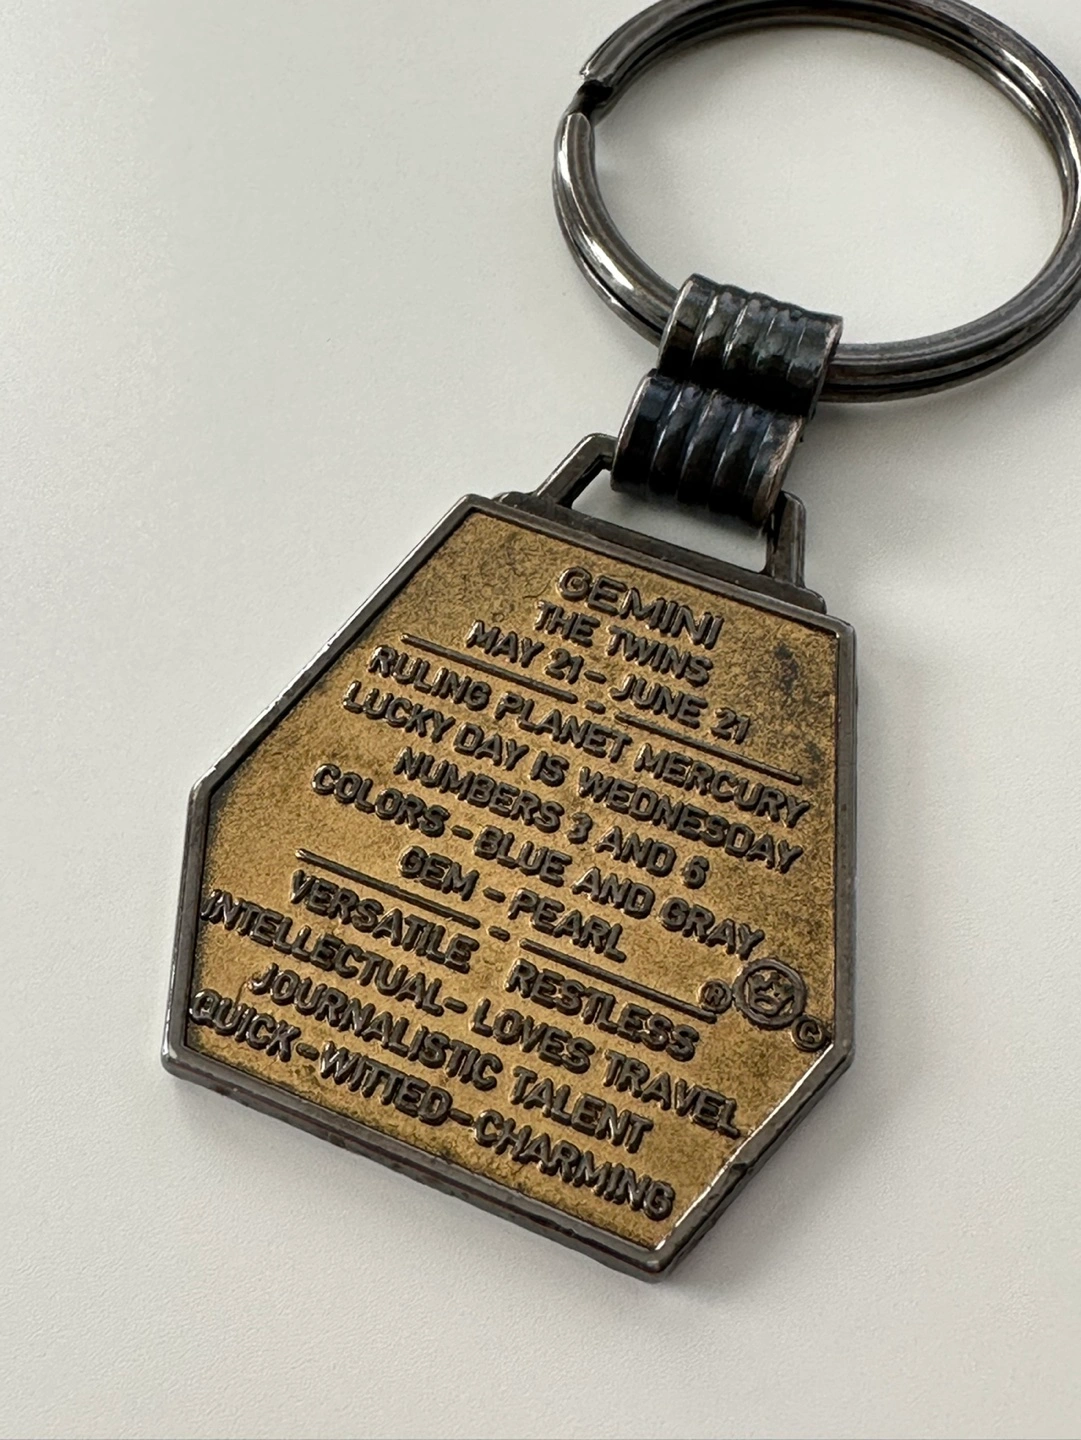 GEMINI
THE TWINS
MAY 21 - JUNE 21
RULING PLANET MERCURY
LUCKY DAY IS WEDNESDAY
NUMBERS 3 AND 6
COLORS - BLUE AND GRAY
GEM - PEARL
VERSATILE - RESTLESS
INTELLECTUAL - LOVES TRAVEL
JOURNALISTIC TALENT
QUICK - WITTED - CHARMING
® G